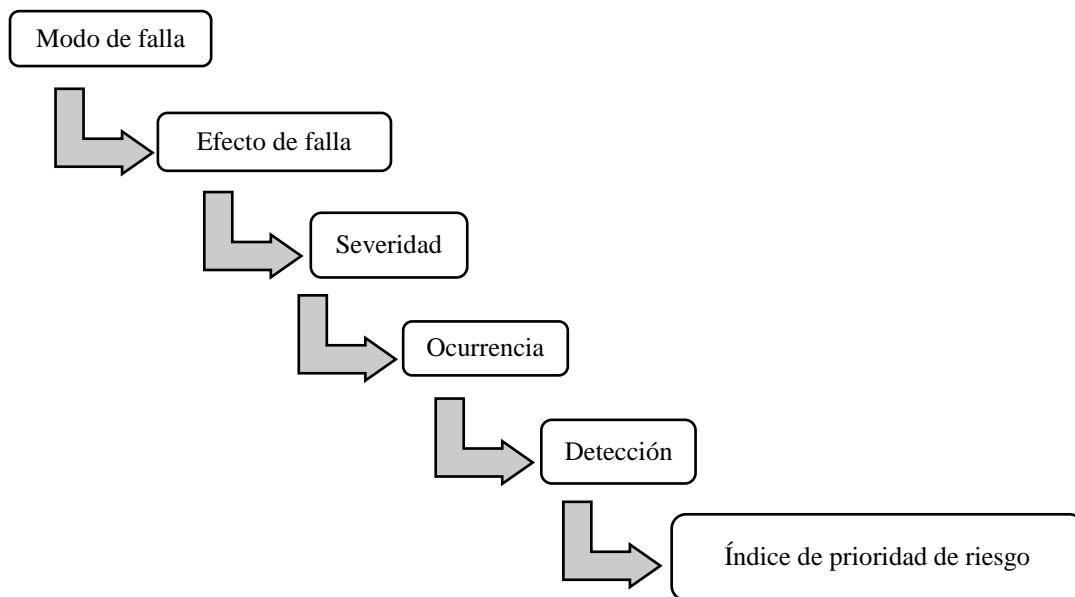 Modo de falla
Efecto de falla
Severidad
Ocurrencia
Detección
Índice de prioridad de riesgo